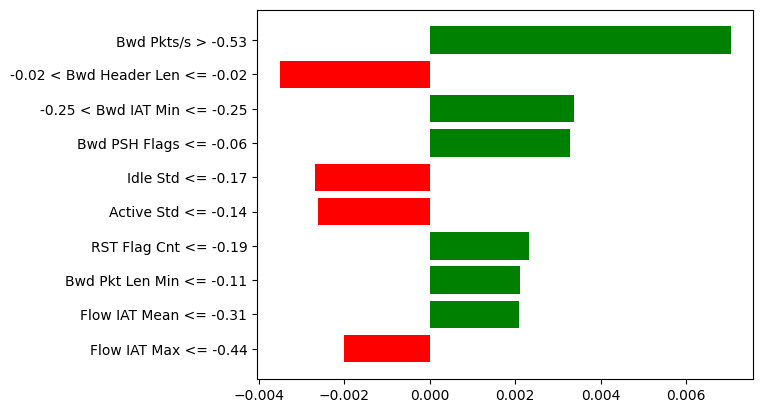 Bwd Pkts/s > -0.53
-0.02 < Bwd Header Len <= -0.02
-0.25 < Bwd IAT Min <= -0.25
Bwd PSH Flags <= -0.06
Idle Std <= -0.17
Active Std <= -0.14
RST Flag Cnt <= -0.19
Bwd Pkt Len Min <= -0.11
Flow IAT Mean <= -0.31
Flow IAT Max <= -0.44
−0.004 −0.002 0.000 0.002 0.004 0.006